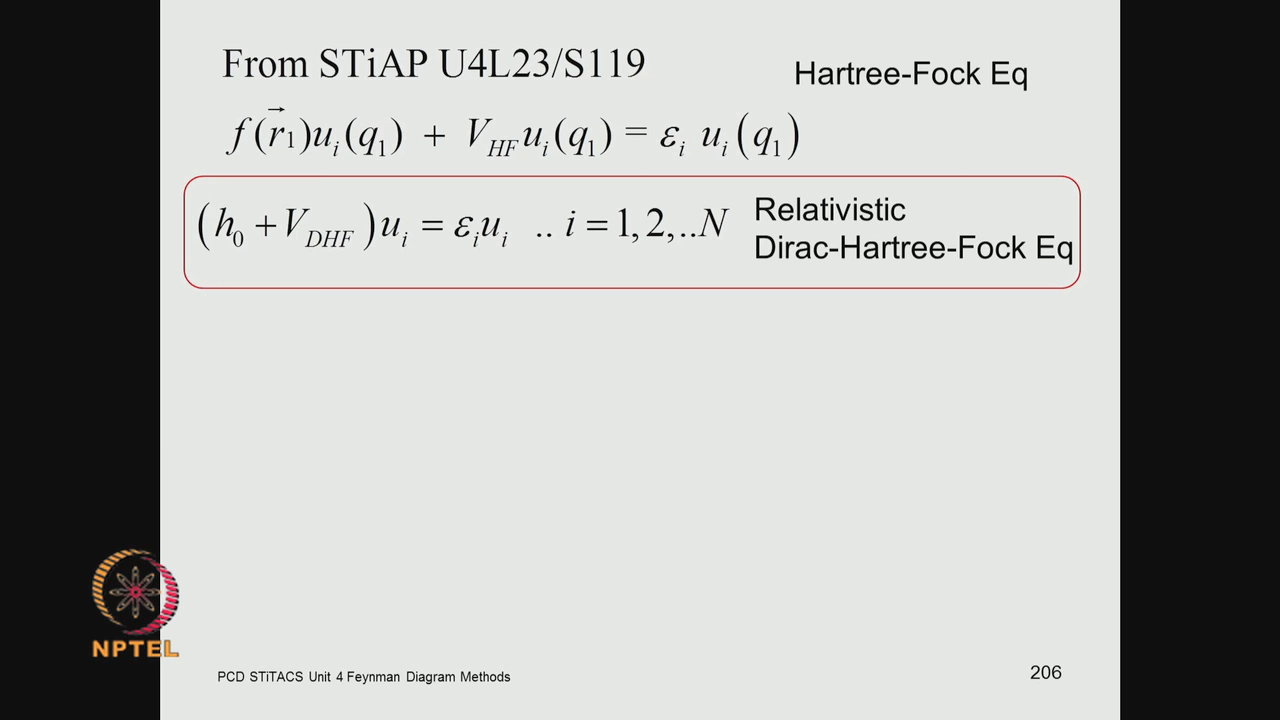 From STiAP U4L23/S119
Hartree-Fock Eq
f(r⃗₁)uᵢ(q₁) + V_HF uᵢ(q₁) = εᵢ uᵢ(q₁)
(h₀ + V_DHF)uᵢ = εᵢuᵢ .. i = 1, 2,..N
Relativistic
Dirac-Hartree-Fock Eq
NPTEL
PCD STiTACS Unit 4 Feynman Diagram Methods
206